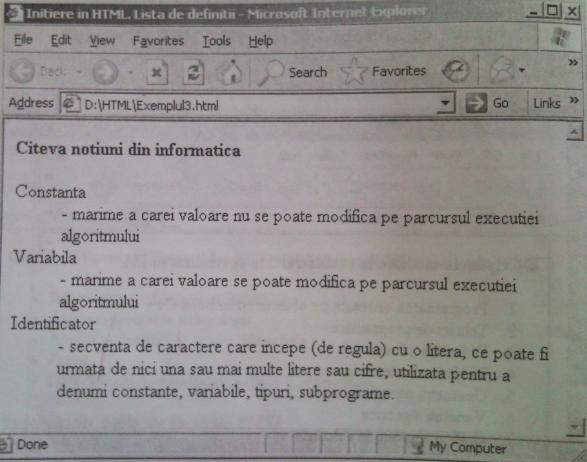 Initiere in HTML. Lista de definitii - Microsoft Internet Explorer
File Edit View Favorites Tools Help
Back Search Favorites »
Address D:\HTML\Exemplul3.html Go Links »
Citeva notiuni din informatica
Constanta
- marime a carei valoare nu se poate modifica pe parcursul executiei
algoritmului
Variabila
- marime a carei valoare se poate modifica pe parcursul executiei
algoritmului
Identificator
- secventa de caractere care incepe (de regula) cu o litera, ce poate fi
urmata de nici una sau mai multe litere sau cifre, utilizata pentru a
denumi constante, variabile, tipuri, subprograme.
Done My Computer